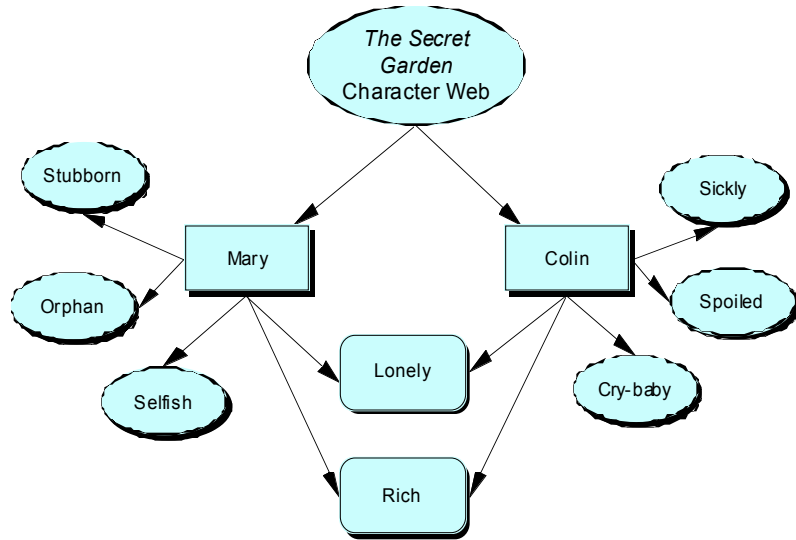 The Secret
Garden
Character Web
Stubborn
Sickly
Mary
Colin
Orphan
Spoiled
Lonely
Selfish
Cry-baby
Rich